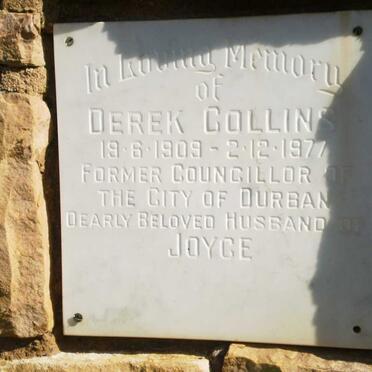 In Loving Memory
of
DEREK COLLINS
19·6·1909 - 2·12·1977
FORMER COUNCILLOR OF
THE CITY OF DURBAN
DEARLY BELOVED HUSBAND OF
JOYCE